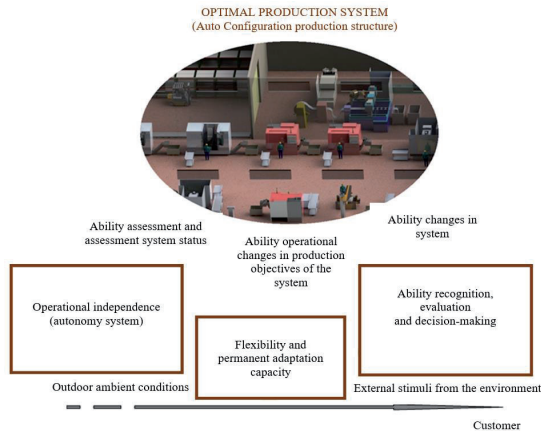 OPTIMAL PRODUCTION SYSTEM
(Auto Configuration production structure)
Ability assessment and
assessment system status
Ability operational
changes in production
objectives of the
system
Ability changes in
system
Operational independence
(autonomy system)
Flexibility and
permanent adaptation
capacity
Ability recognition,
evaluation
and decision-making
Outdoor ambient conditions
External stimuli from the environment
Customer